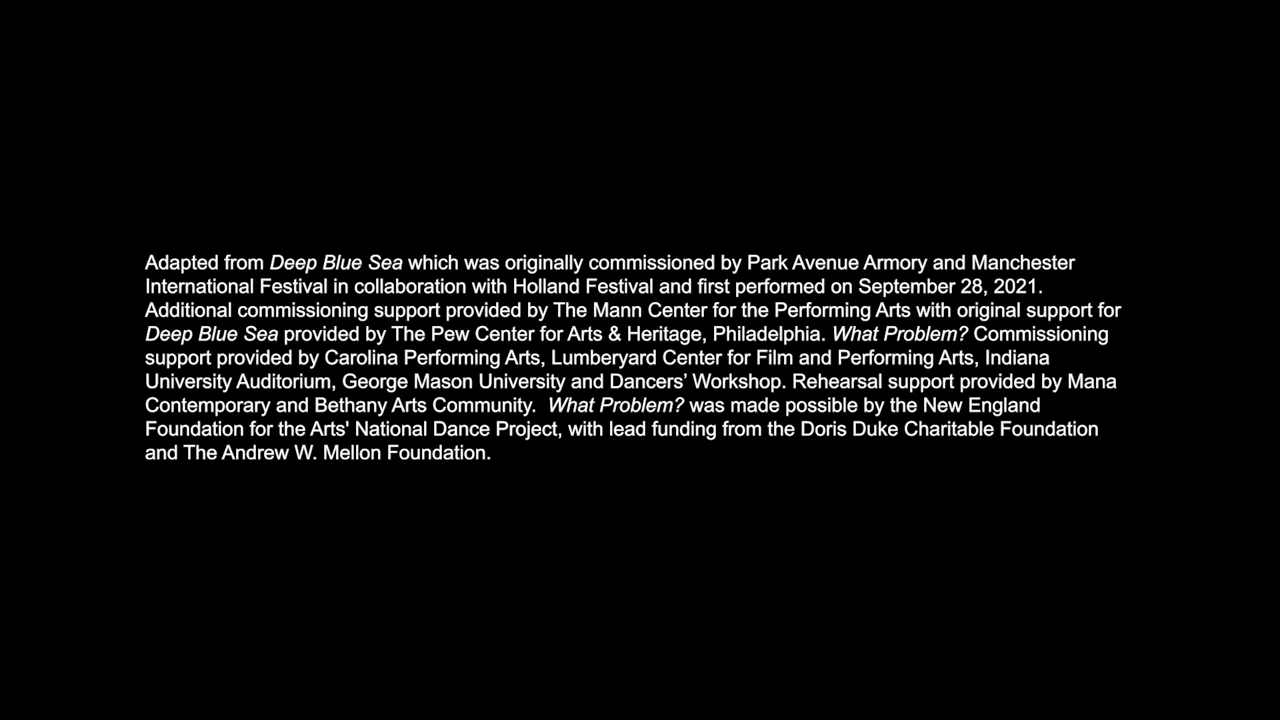 Adapted from Deep Blue Sea which was originally commissioned by Park Avenue Armory and Manchester
International Festival in collaboration with Holland Festival and first performed on September 28, 2021.
Additional commissioning support provided by The Mann Center for the Performing Arts with original support for
Deep Blue Sea provided by The Pew Center for Arts & Heritage, Philadelphia. What Problem? Commissioning
support provided by Carolina Performing Arts, Lumberyard Center for Film and Performing Arts, Indiana
University Auditorium, George Mason University and Dancers’ Workshop. Rehearsal support provided by Mana
Contemporary and Bethany Arts Community.  What Problem? was made possible by the New England
Foundation for the Arts' National Dance Project, with lead funding from the Doris Duke Charitable Foundation
and The Andrew W. Mellon Foundation.